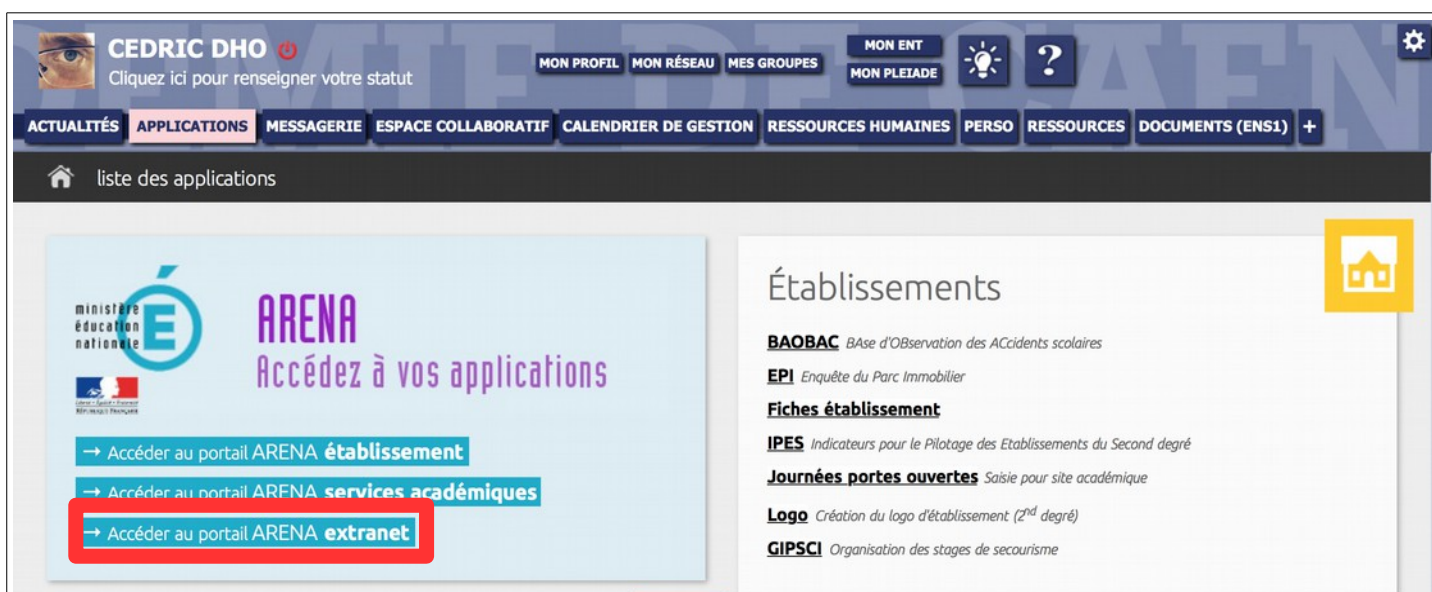 CEDRIC DHO
Cliquez ici pour renseigner votre statut
MON PROFIL MON RÉSEAU MES GROUPES
MON ENT
MON PLEIADE
?
DEMIE DE CAEN
ACTUALITÉS APPLICATIONS MESSAGERIE ESPACE COLLABORATIF CALENDRIER DE GESTION RESSOURCES HUMAINES PERSO RESSOURCES DOCUMENTS (ENS1) +
liste des applications
ministère
éducation
nationale
É
RÉPUBLIQUE FRANÇAISE
ARENA
Accédez à vos applications
→ Accéder au portail ARENA établissement
→ Accéder au portail ARENA services académiques
→ Accéder au portail ARENA extranet
Établissements
BAOBAC BAse d'OBservation des ACcidents scolaires
EPI Enquête du Parc Immobilier
Fiches établissement
IPES Indicateurs pour le Pilotage des Etablissements du Second degré
Journées portes ouvertes Saisie pour site académique
Logo Création du logo d'établissement (2nd degré)
GIPSCI Organisation des stages de secourisme